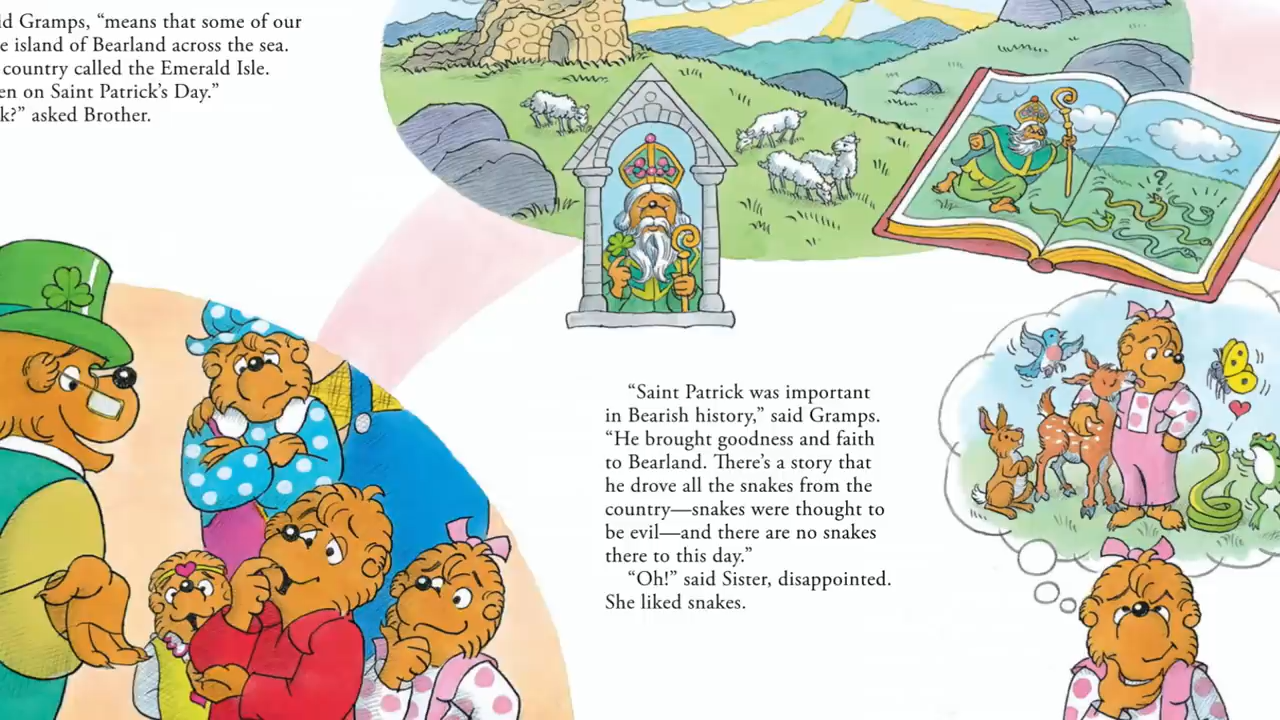 d Gramps, “means that some of our
e island of Bearland across the sea.
country called the Emerald Isle.
en on Saint Patrick’s Day.”
k?” asked Brother.
“Saint Patrick was important
in Bearish history,” said Gramps.
“He brought goodness and faith
to Bearland. There’s a story that
he drove all the snakes from the
country—snakes were thought to
be evil—and there are no snakes
there to this day.”
“Oh!” said Sister, disappointed.
She liked snakes.